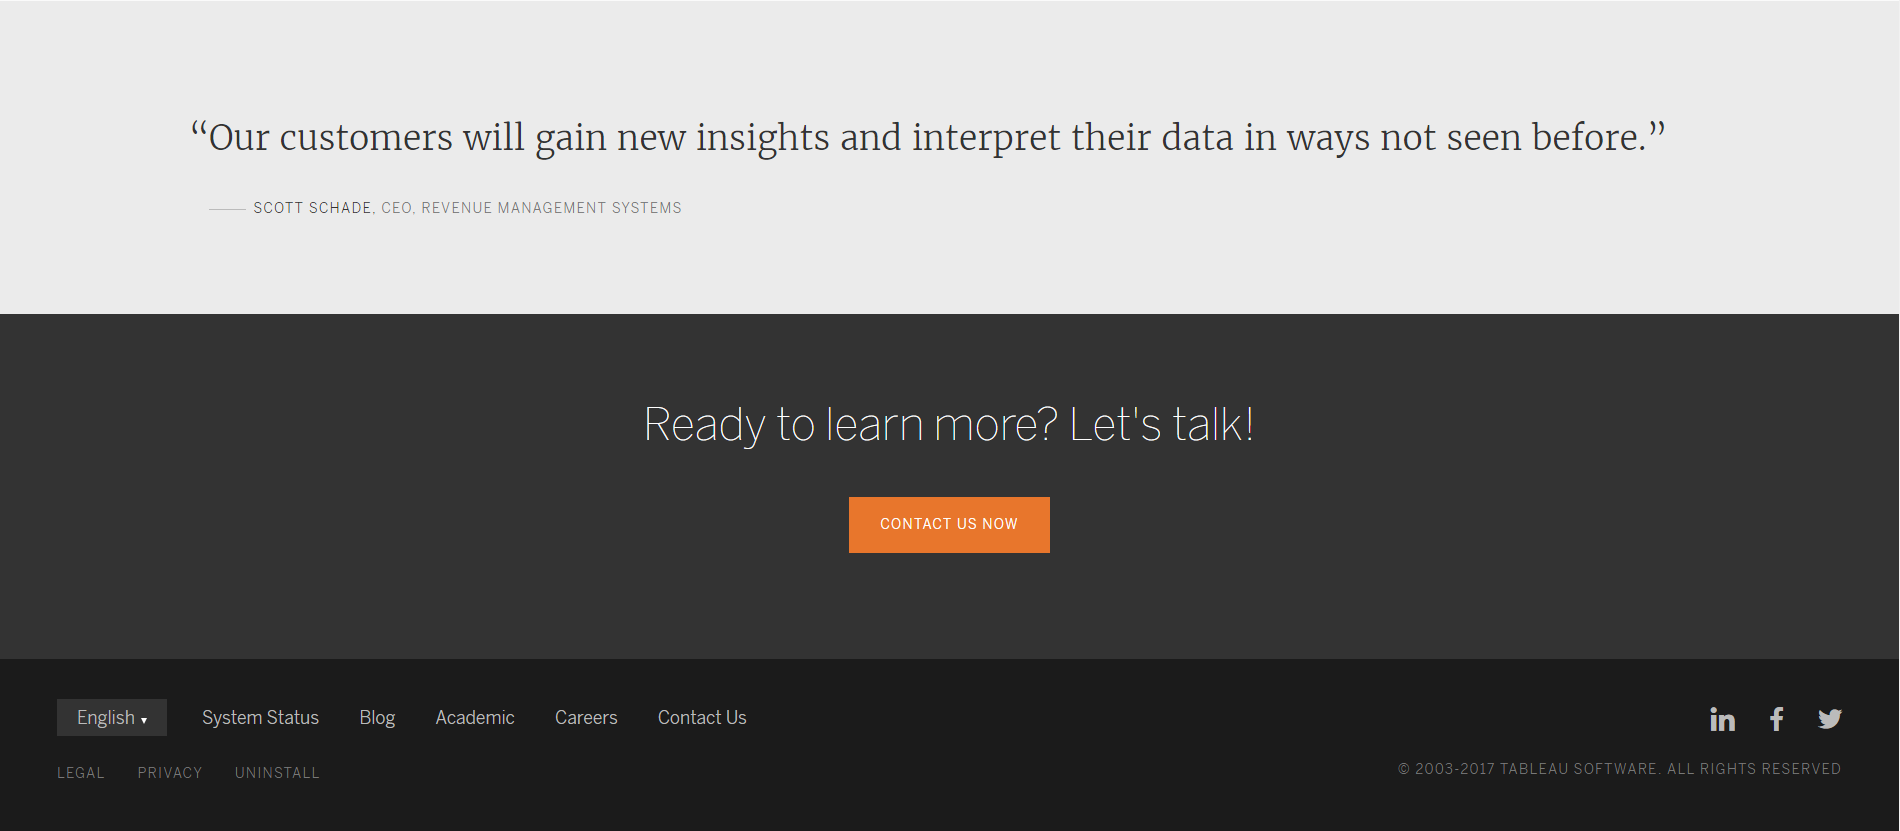 “Our customers will gain new insights and interpret their data in ways not seen before.”
SCOTT SCHADE, CEO, REVENUE MANAGEMENT SYSTEMS
Ready to learn more? Let's talk!
CONTACT US NOW
English ▾ System Status Blog Academic Careers Contact Us
LEGAL PRIVACY UNINSTALL
© 2003-2017 TABLEAU SOFTWARE. ALL RIGHTS RESERVED